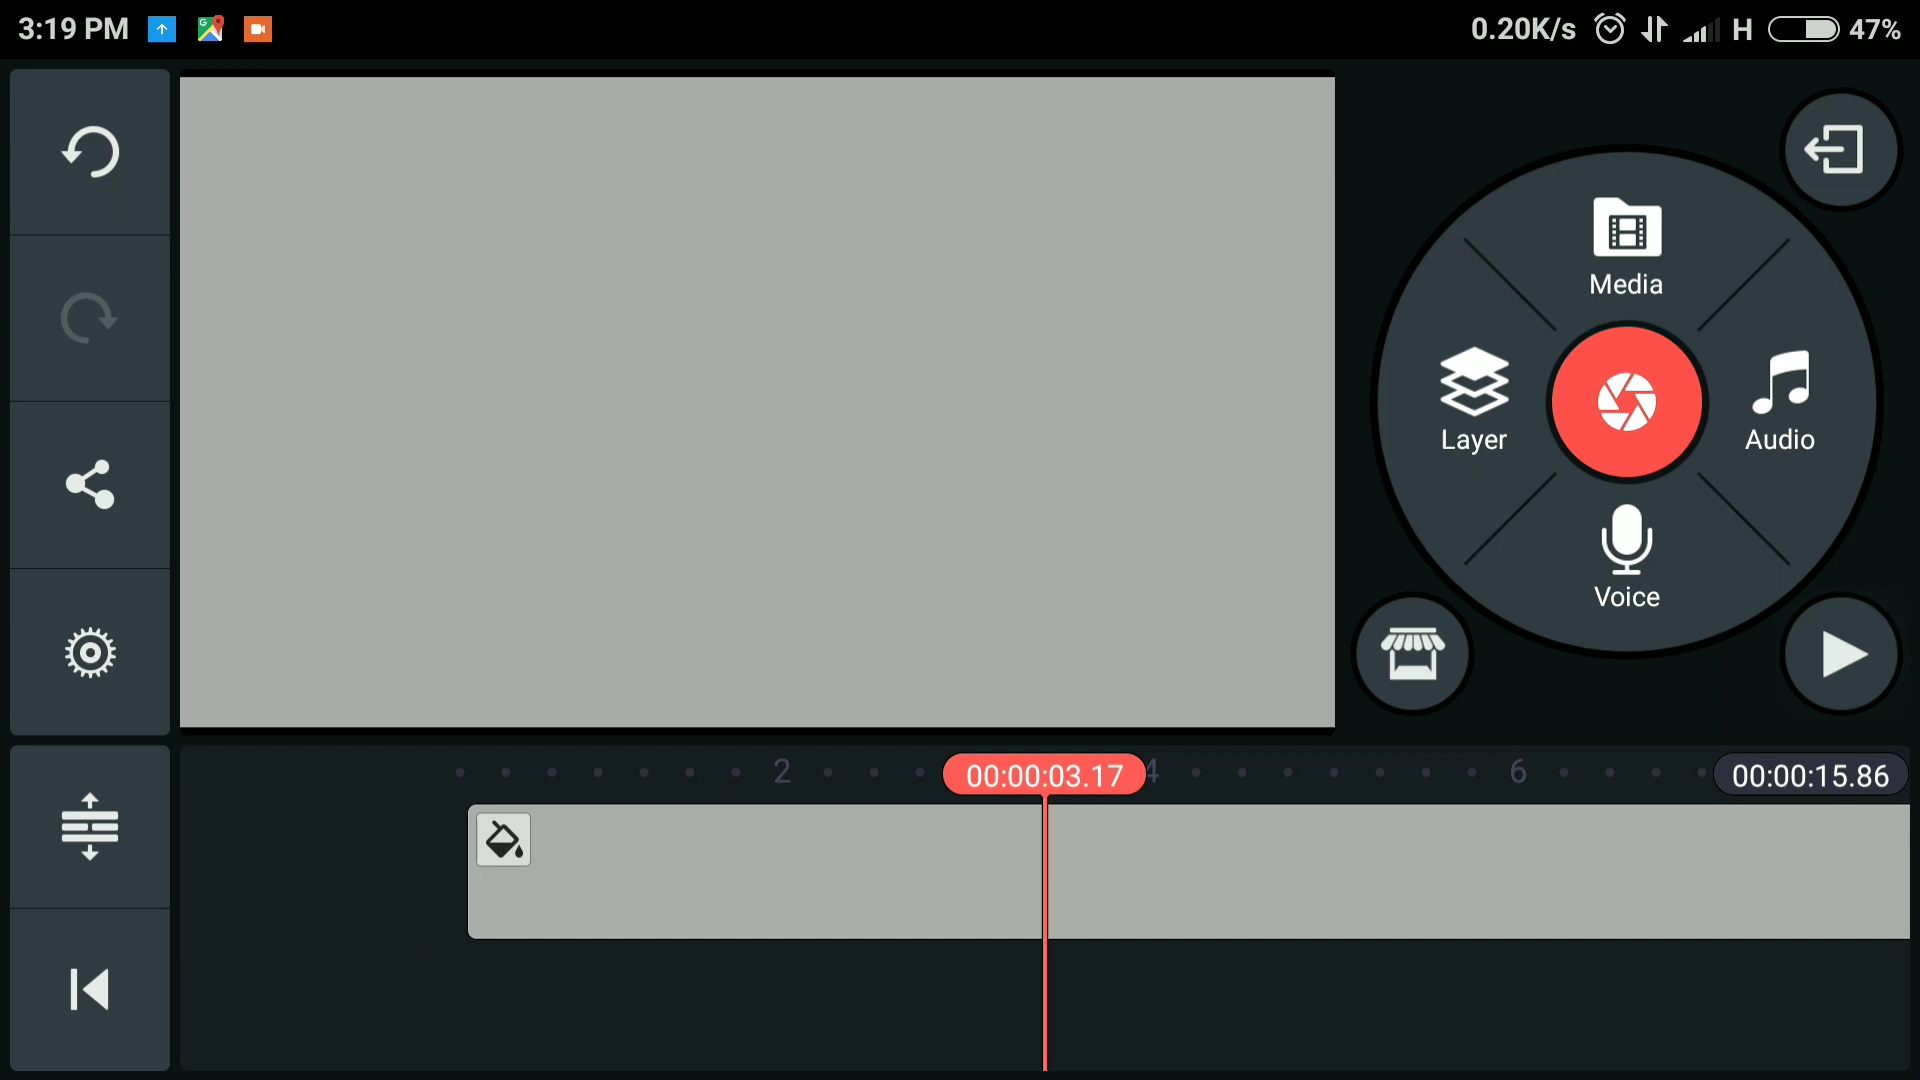 3:19 PM
0.20K/s H 47%
Media
Layer
Audio
Voice
2 00:00:03.17 4 6 00:00:15.86